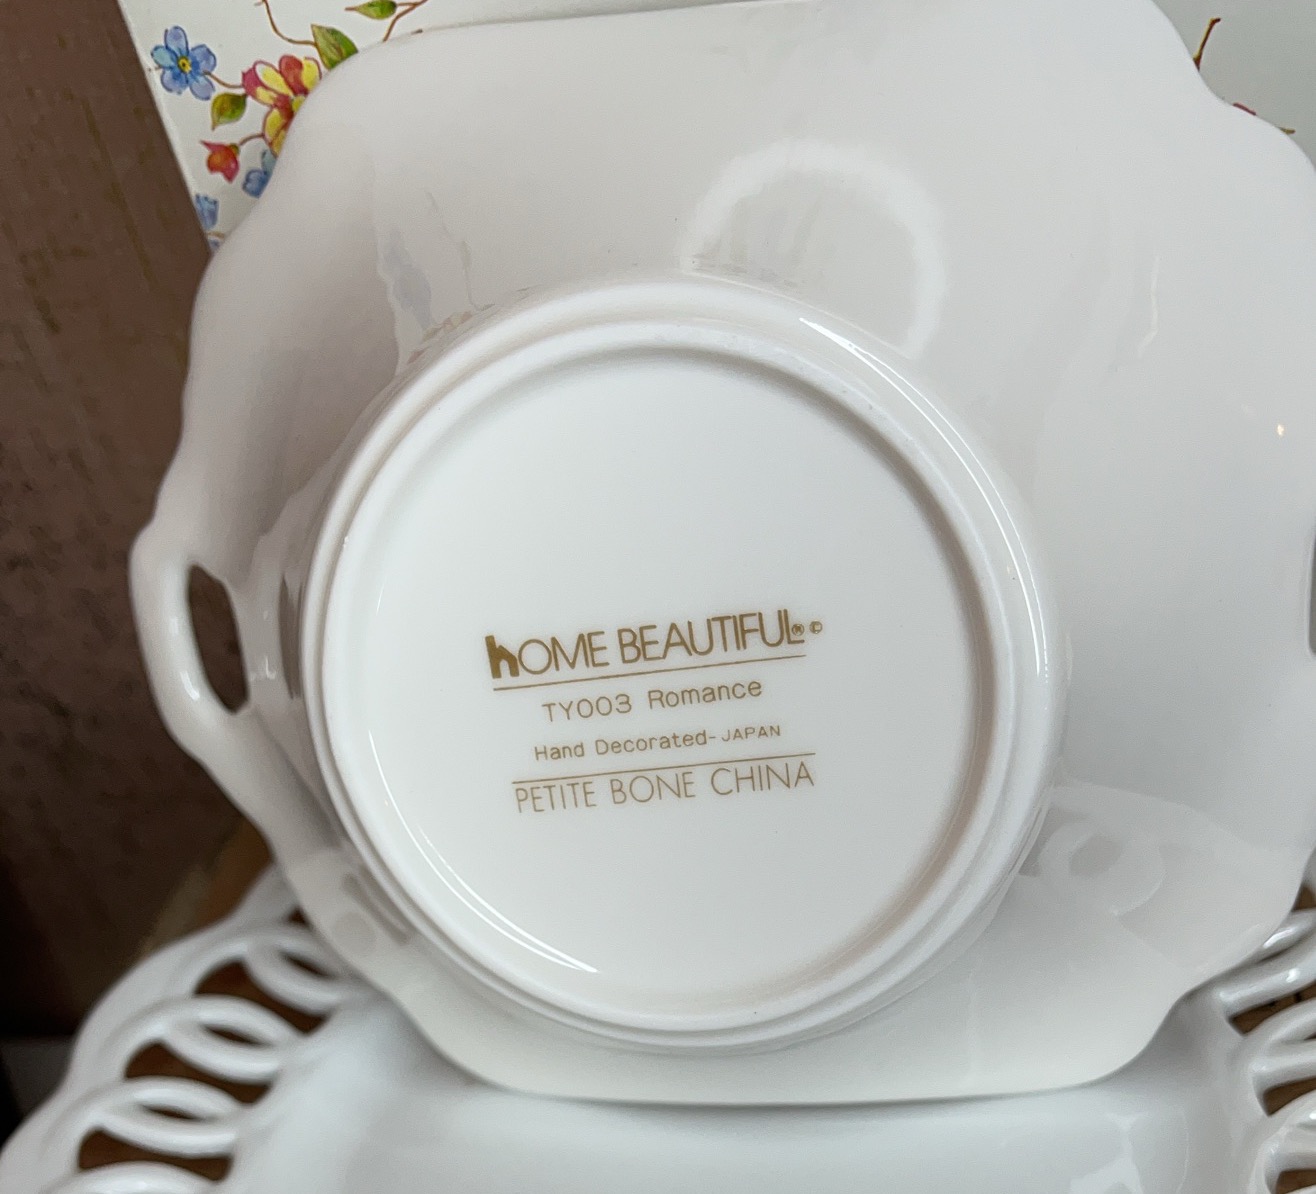 hOME BEAUTIFUL® ©
TY003 Romance
Hand Decorated-JAPAN
PETITE BONE CHINA